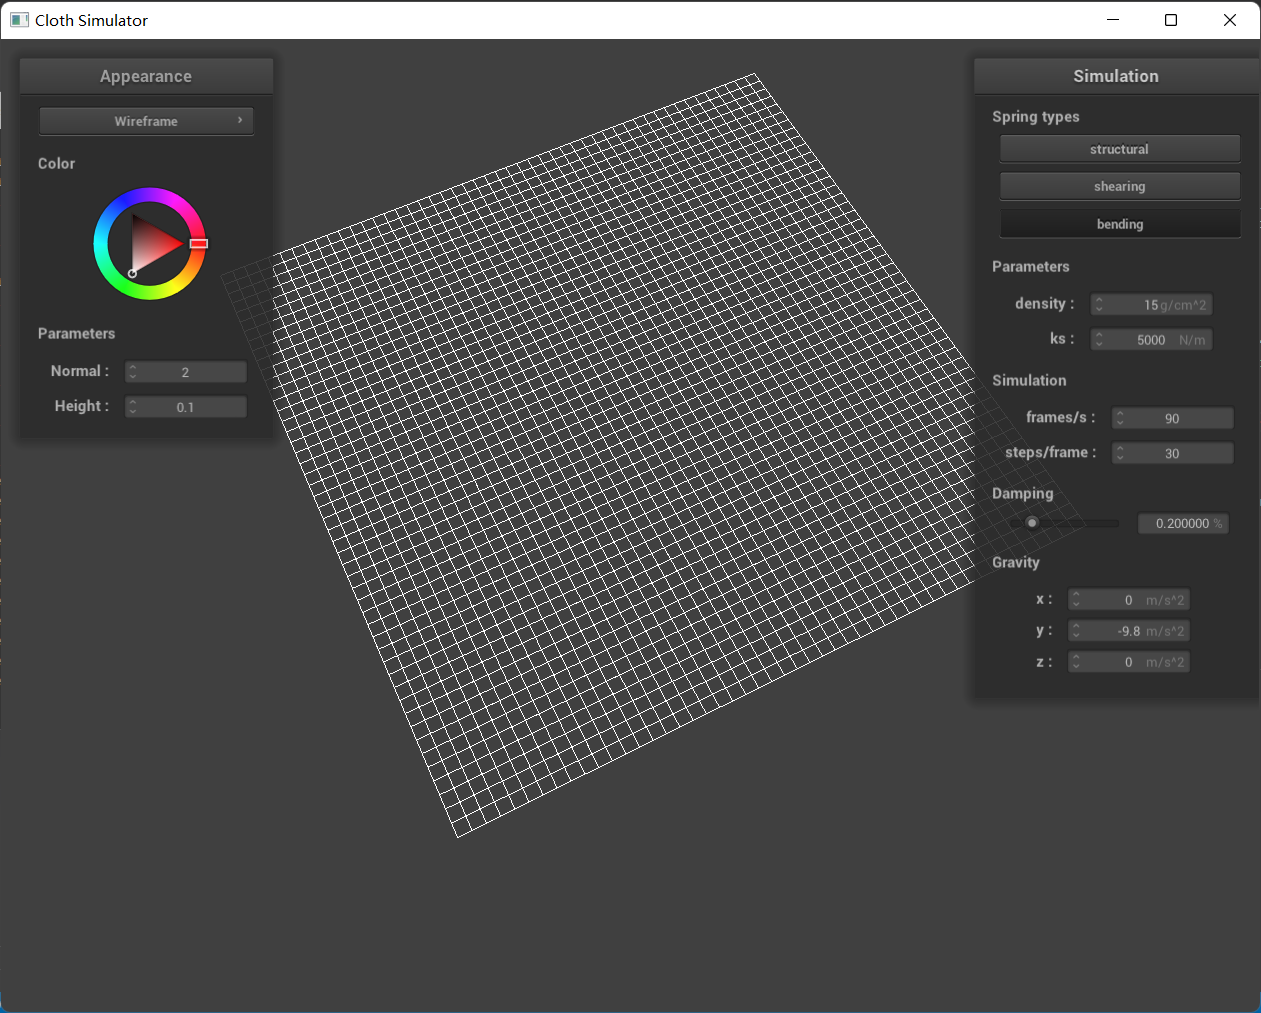 Cloth Simulator
Appearance
Wireframe
Color
Parameters
Normal : 2
Height : 0.1
Simulation
Spring types
structural
shearing
bending
Parameters
density : 15 g/cm^2
ks : 5000 N/m
Simulation
frames/s : 90
steps/frame : 30
Damping
0.200000 %
Gravity
x : 0 m/s^2
y : -9.8 m/s^2
z : 0 m/s^2